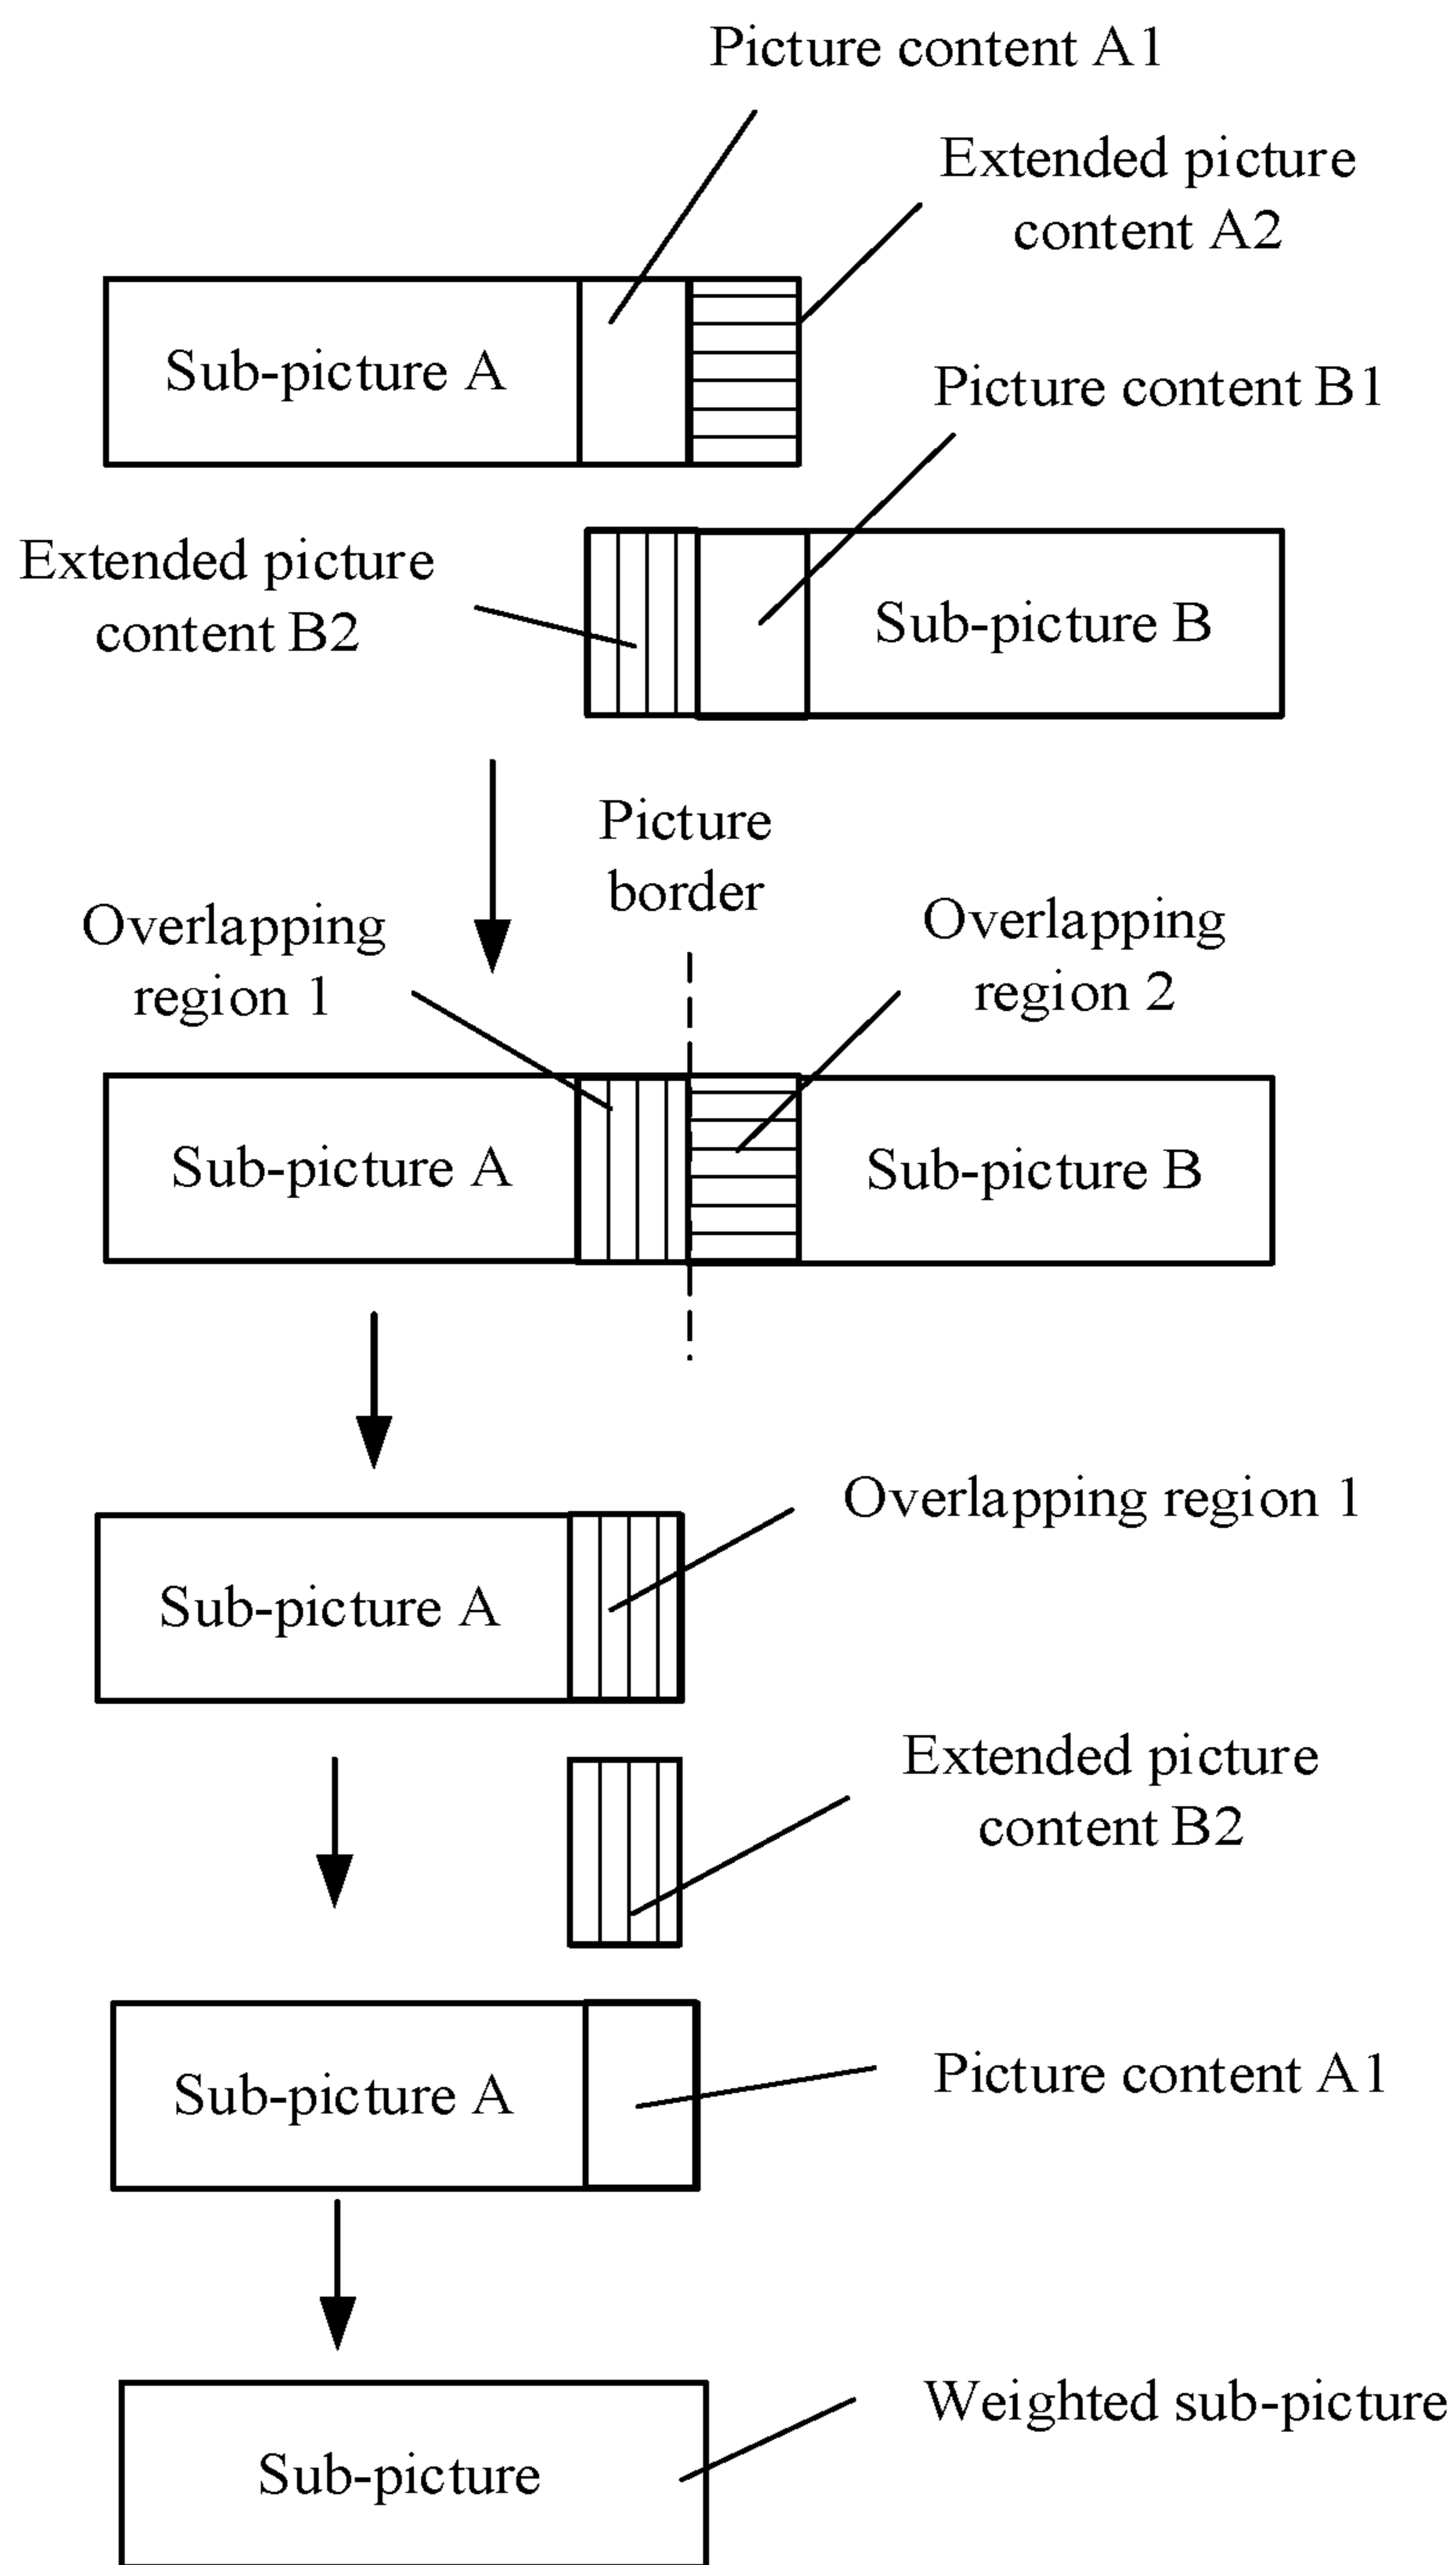 Picture content A1
Extended picture
content A2
Sub-picture A
Picture content B1
Extended picture
content B2
Sub-picture B
Picture
border
Overlapping
region 1
Overlapping
region 2
Sub-picture A
Sub-picture B
Overlapping region 1
Sub-picture A
Extended picture
content B2
Sub-picture A
Picture content A1
Weighted sub-picture
Sub-picture